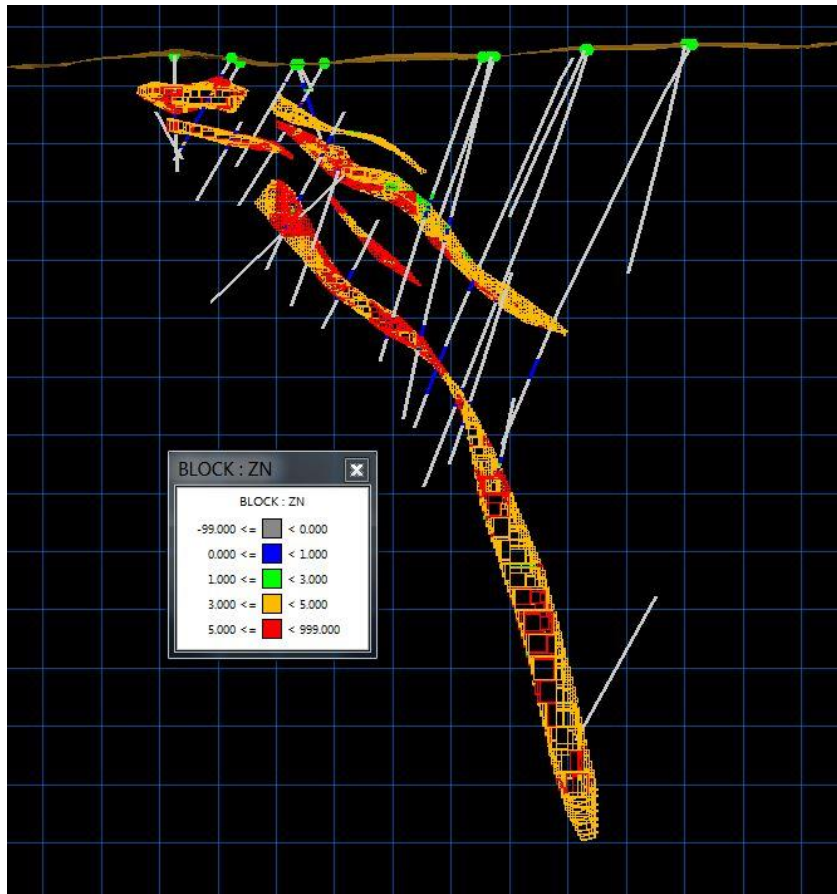 BLOCK : ZN
BLOCK : ZN
-99.000 <= < 0.000
0.000 <= < 1.000
1.000 <= < 3.000
3.000 <= < 5.000
5.000 <= < 999.000